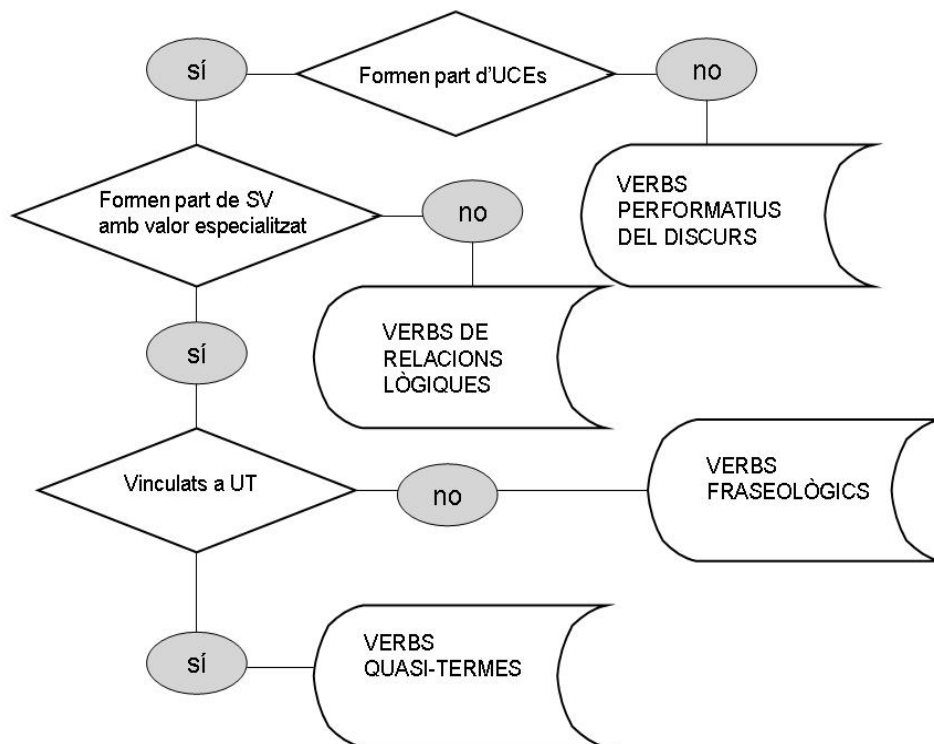 sí
Formen part d'UCEs
no
VERBS
PERFORMATIUS
DEL DISCURS
Formen part de SV
amb valor especialitzat
no
VERBS DE
RELACIONS
LÒGIQUES
sí
Vinculats a UT
no
VERBS
FRASEOLÒGICS
sí
VERBS
QUASI-TERMES